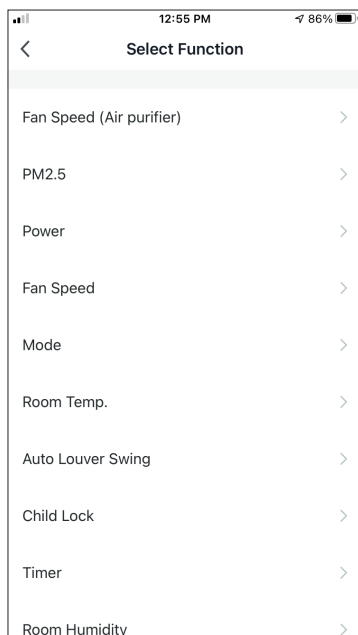 12:55 PM 86%
Select Function
Fan Speed (Air purifier)
PM2.5
Power
Fan Speed
Mode
Room Temp.
Auto Louver Swing
Child Lock
Timer
Room Humidity